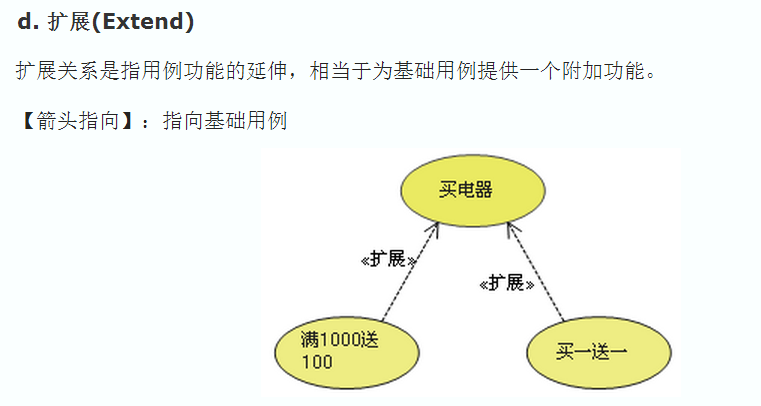 d. 扩展(Extend)
扩展关系是指用例功能的延伸，相当于为基础用例提供一个附加功能。
【箭头指向】：指向基础用例
买电器
«扩展»
«扩展»
满1000送
100
买一送一